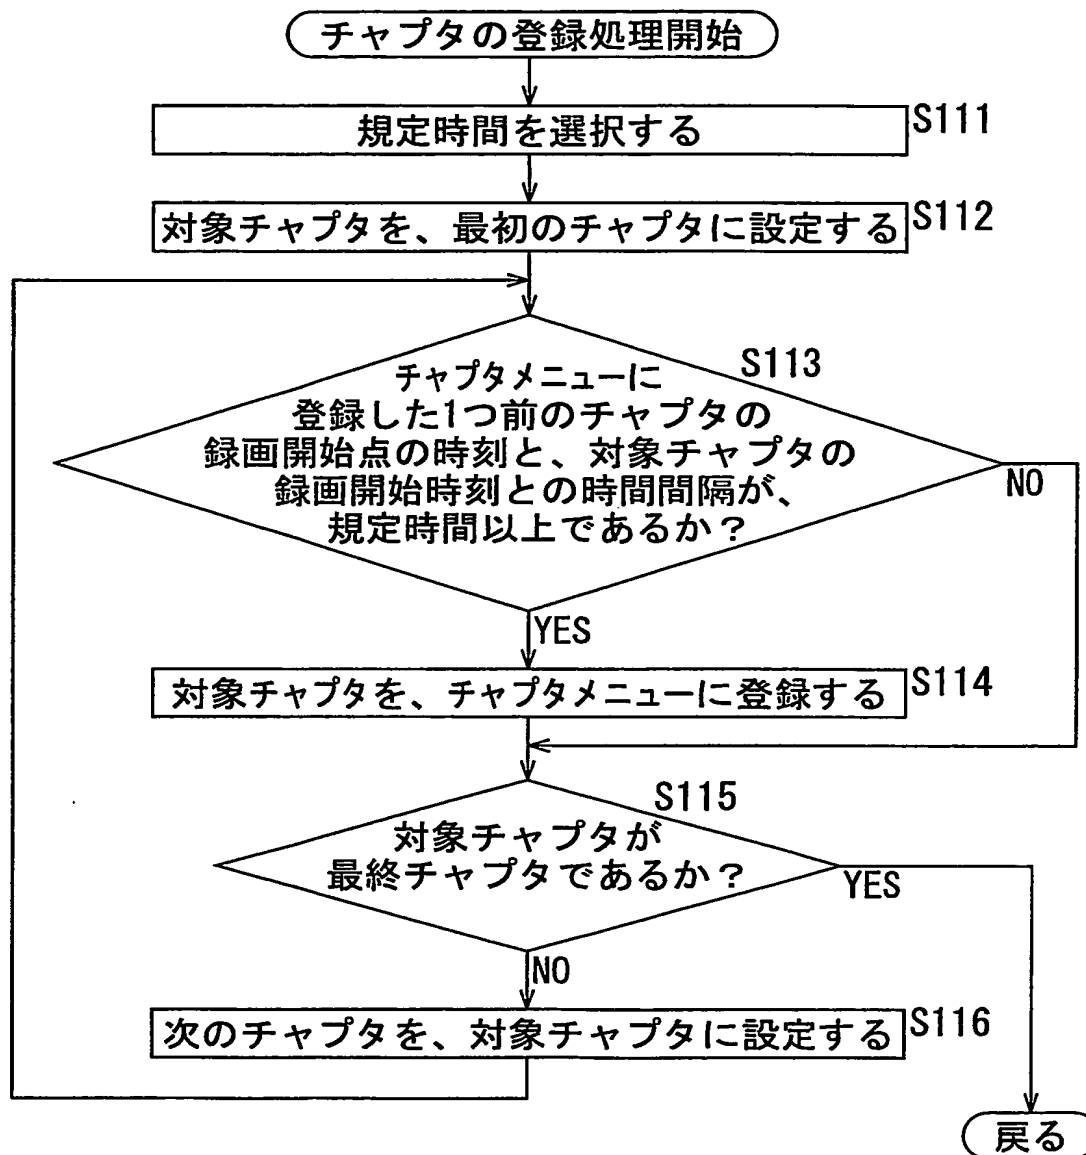 チャプタの登録処理開始
規定時間を選択する
S111
対象チャプタを、最初のチャプタに設定する
S112
S113
チャプタメニューに
登録した1つ前のチャプタの
録画開始点の時刻と、対象チャプタの
録画開始時刻との時間間隔が、
規定時間以上であるか？
NO
YES
対象チャプタを、チャプタメニューに登録する
S114
S115
対象チャプタが
最終チャプタであるか？
YES
NO
次のチャプタを、対象チャプタに設定する
S116
戻る